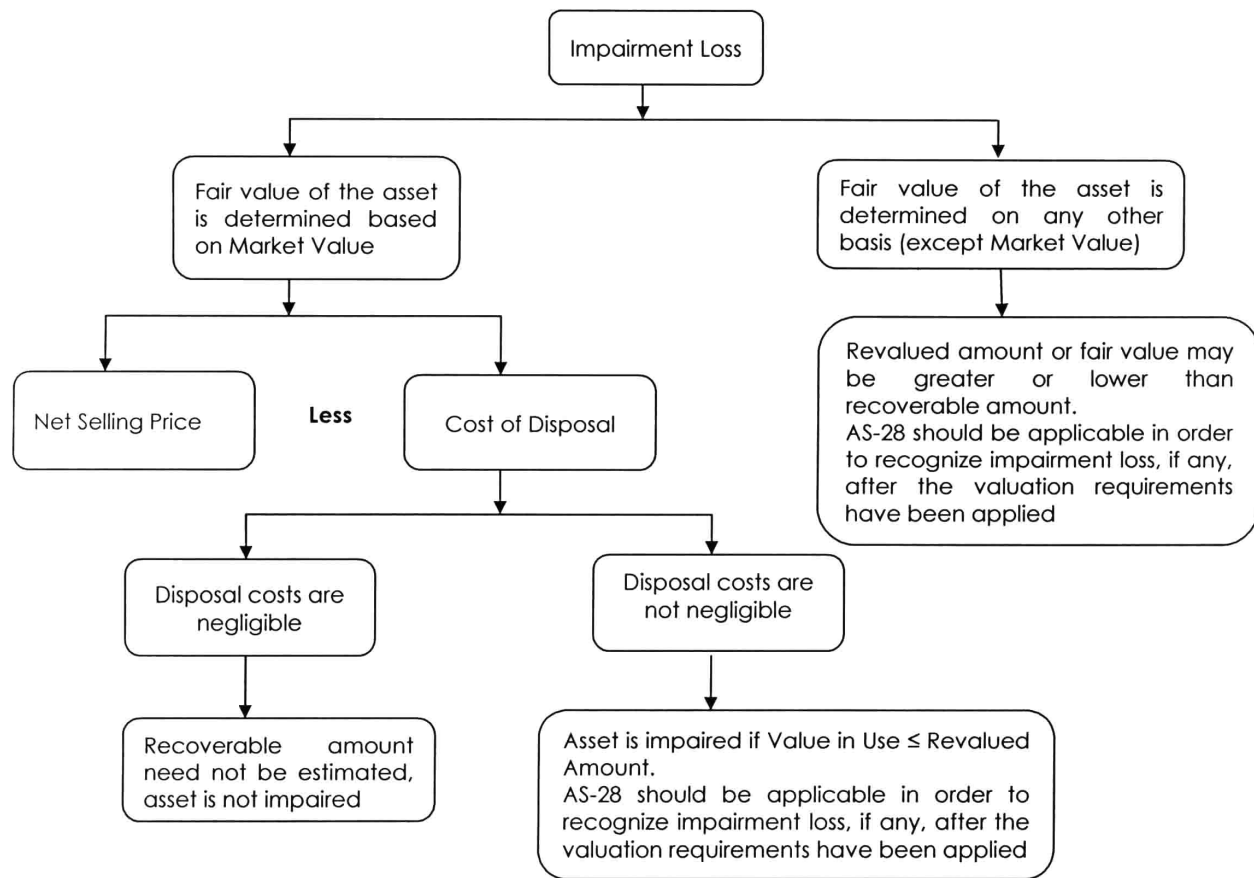 Impairment Loss
Fair value of the asset
is determined based
on Market Value
Fair value of the asset is
determined on any other
basis (except Market Value)
Net Selling Price
Less
Cost of Disposal
Revalued amount or fair value may
be greater or lower than
recoverable amount.
AS-28 should be applicable in order
to recognize impairment loss, if any,
after the valuation requirements
have been applied
Disposal costs are
negligible
Disposal costs are
not negligible
Recoverable amount
need not be estimated,
asset is not impaired
Asset is impaired if Value in Use ≤ Revalued
Amount.
AS-28 should be applicable in order to
recognize impairment loss, if any, after the
valuation requirements have been applied